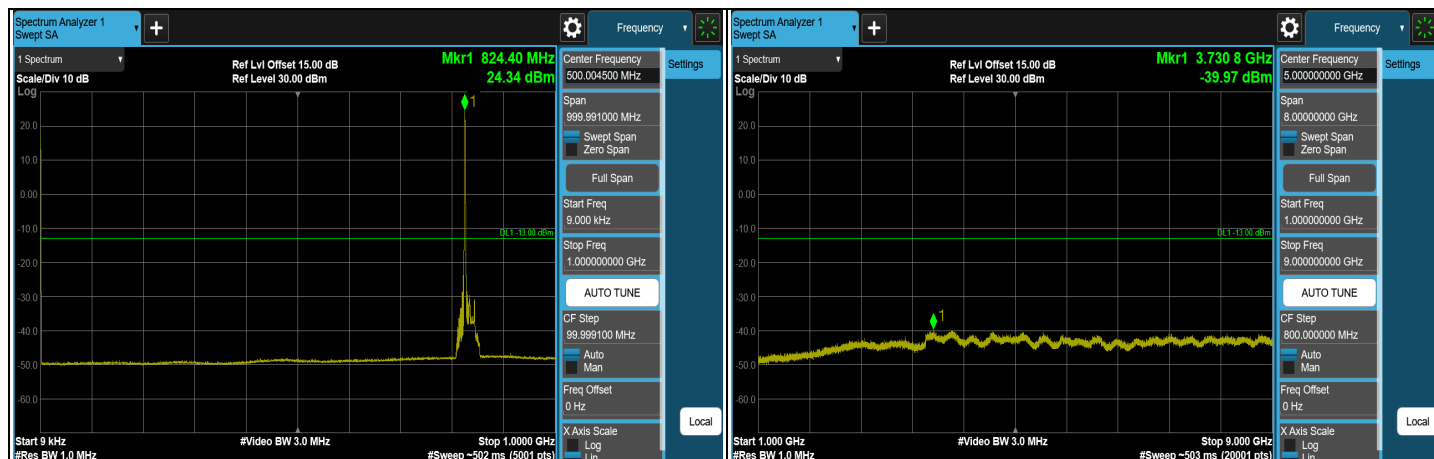 Spectrum Analyzer 1
Swept SA
+
Frequency
1 Spectrum
Scale/Div 10 dB
Ref Lvl Offset 15.00 dB
Ref Level 30.00 dBm
Mkr1 824.40 MHz
24.34 dBm
Log
1
20.0
10.0
0.00
-10.0
DL1 -13.00 dBm
-20.0
-30.0
-40.0
-50.0
-60.0
Start 9 kHz
#Video BW 3.0 MHz
Stop 1.0000 GHz
#Res BW 1.0 MHz
#Sweep ~502 ms (5001 pts)
Center Frequency
500.004500 MHz
Settings
Span
999.991000 MHz
Swept Span
Zero Span
Full Span
Start Freq
9.000 kHz
Stop Freq
1.000000000 GHz
AUTO TUNE
CF Step
99.999100 MHz
Auto
Man
Freq Offset
0 Hz
Local
X Axis Scale
Log
Lin
Spectrum Analyzer 1
Swept SA
+
Frequency
1 Spectrum
Scale/Div 10 dB
Ref Lvl Offset 15.00 dB
Ref Level 30.00 dBm
Mkr1 3.730 8 GHz
-39.97 dBm
Log
20.0
10.0
0.00
-10.0
DL1 -13.00 dBm
-20.0
-30.0
1
-40.0
-50.0
-60.0
Start 1.000 GHz
#Video BW 3.0 MHz
Stop 9.000 GHz
#Res BW 1.0 MHz
#Sweep ~503 ms (20001 pts)
Center Frequency
5.000000000 GHz
Settings
Span
8.00000000 GHz
Swept Span
Zero Span
Full Span
Start Freq
1.000000000 GHz
Stop Freq
9.000000000 GHz
AUTO TUNE
CF Step
800.000000 MHz
Auto
Man
Freq Offset
0 Hz
Local
X Axis Scale
Log
Lin